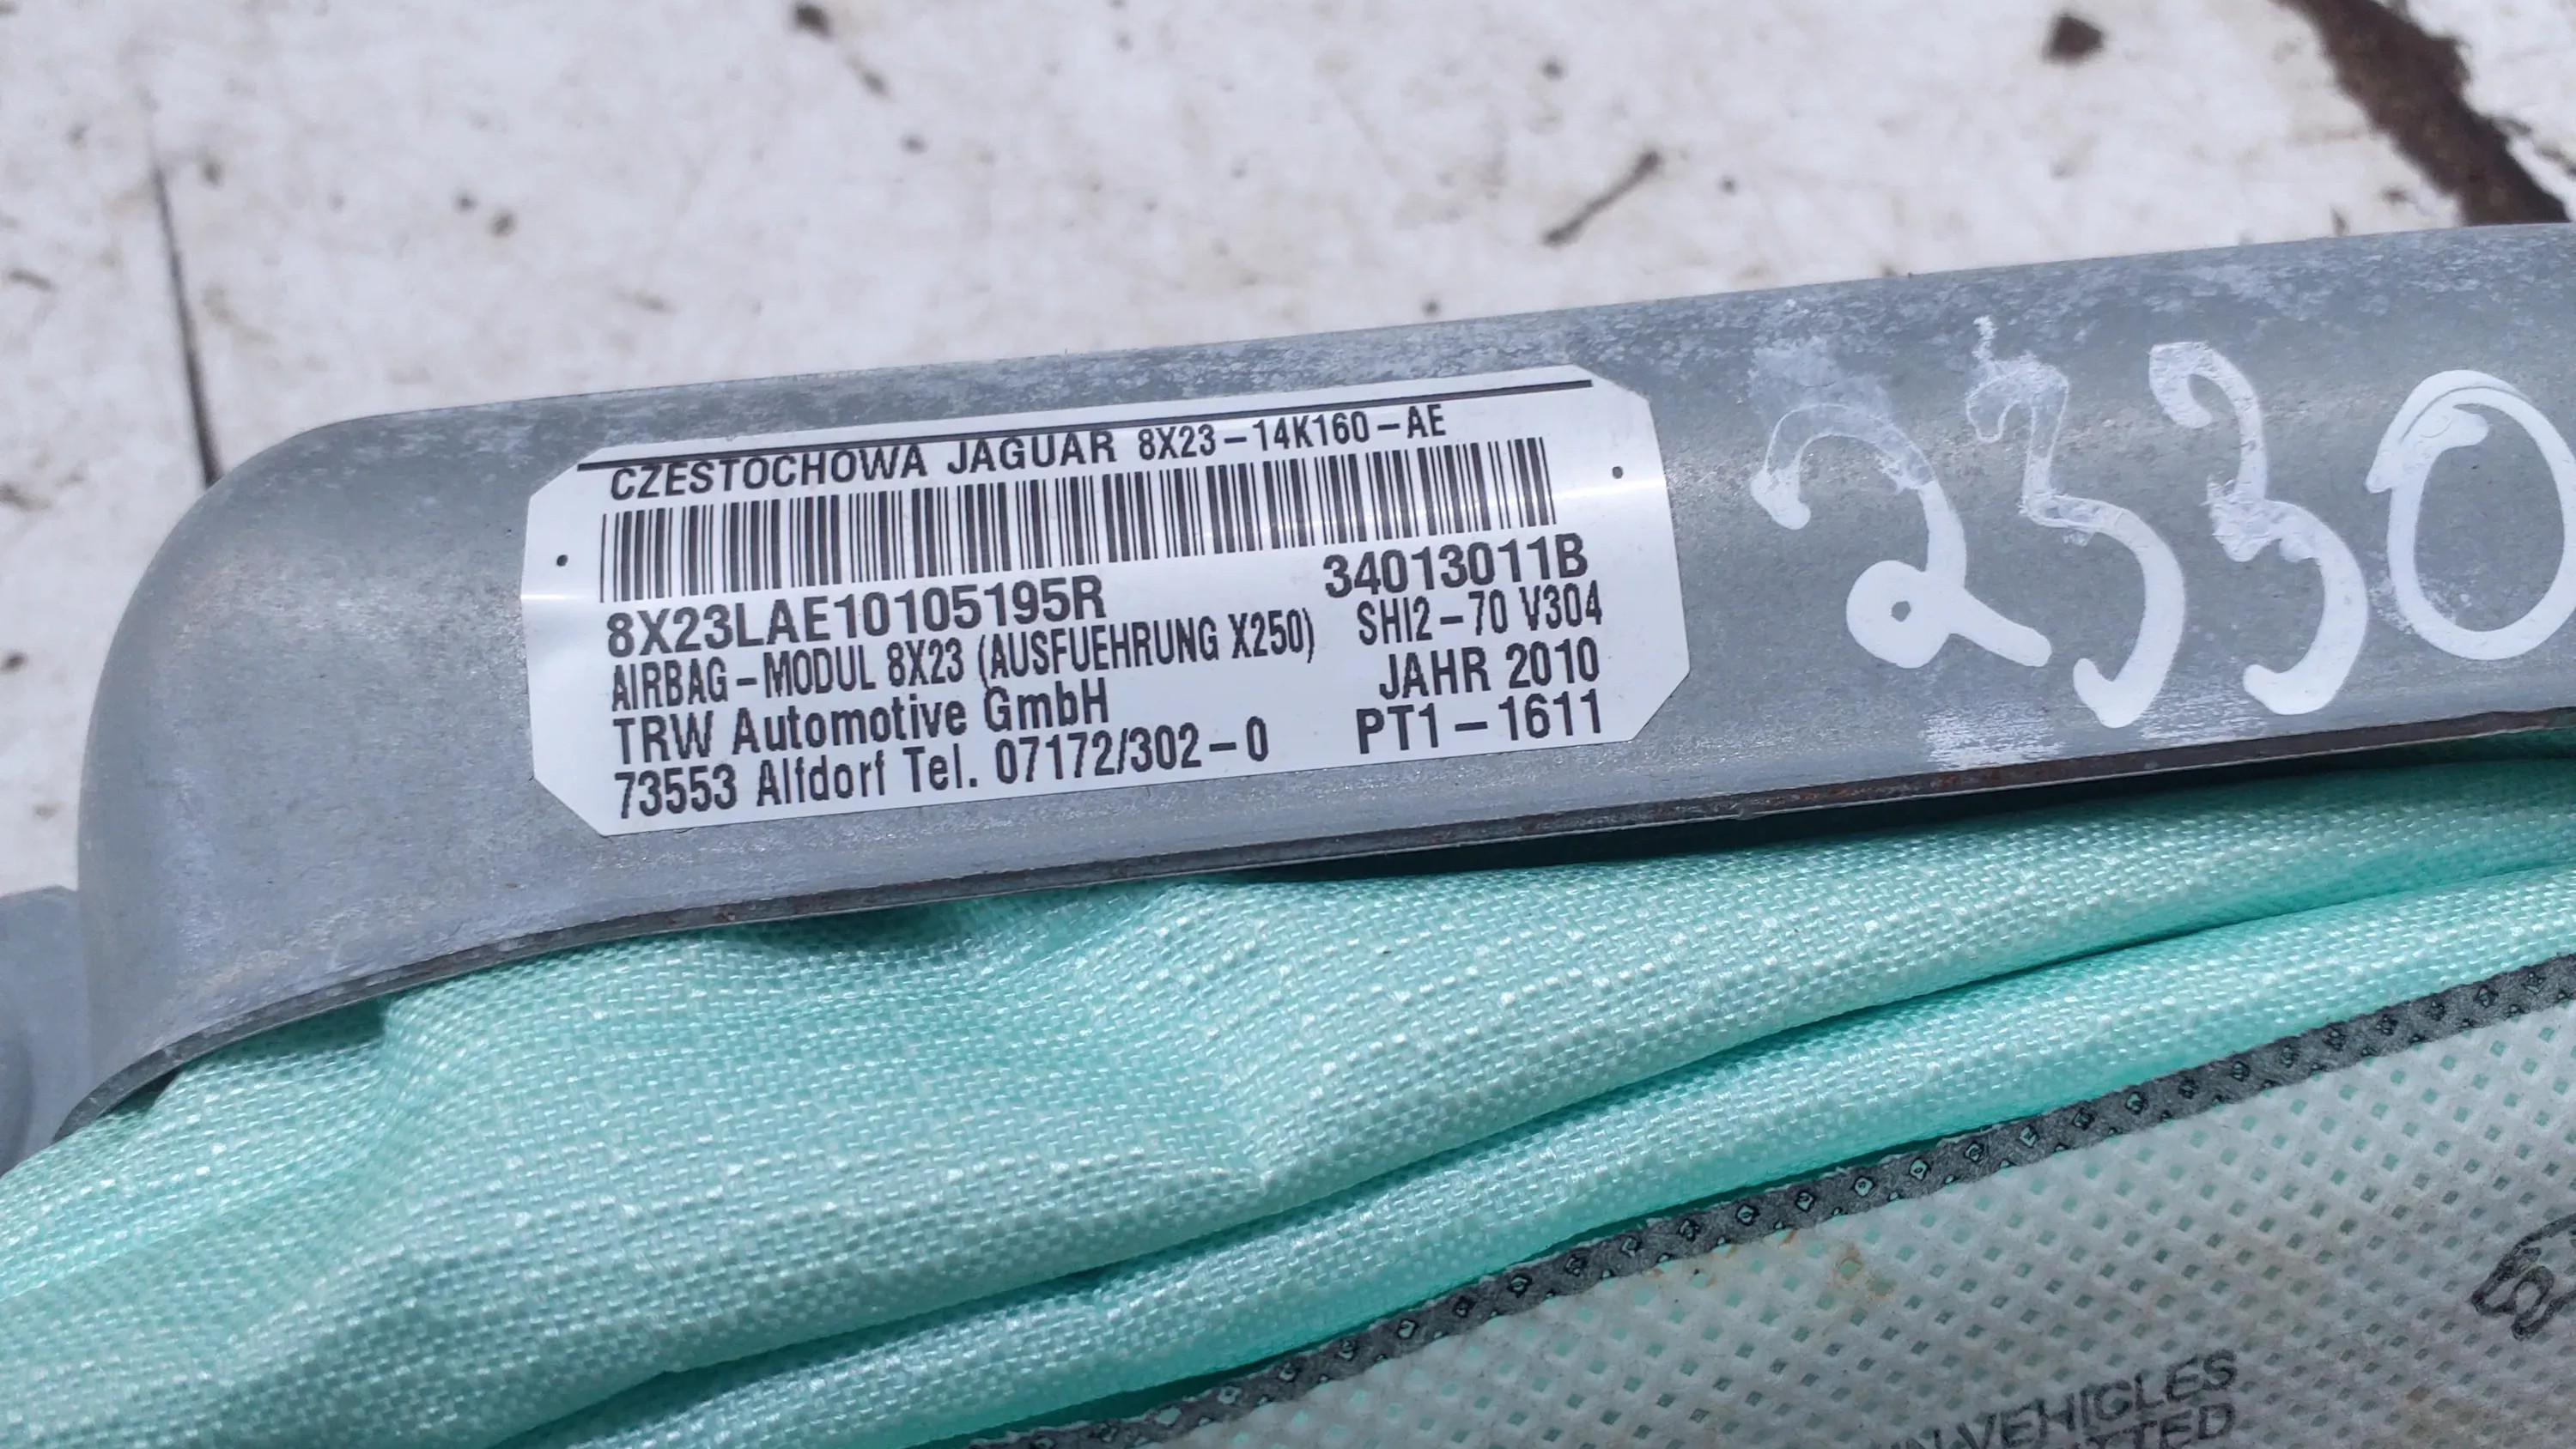 CZESTOCHOWA JAGUAR 8X23-14K160-AE
8X23LAE10105195R 34013011B
AIRBAG-MODUL 8X23 (AUSFUEHRUNG X250) SHI2-70 V304
TRW Automotive GmbH JAHR 2010
73553 Alfdorf Tel. 07172/302-0 PT1-1611
2330
VEHICLES